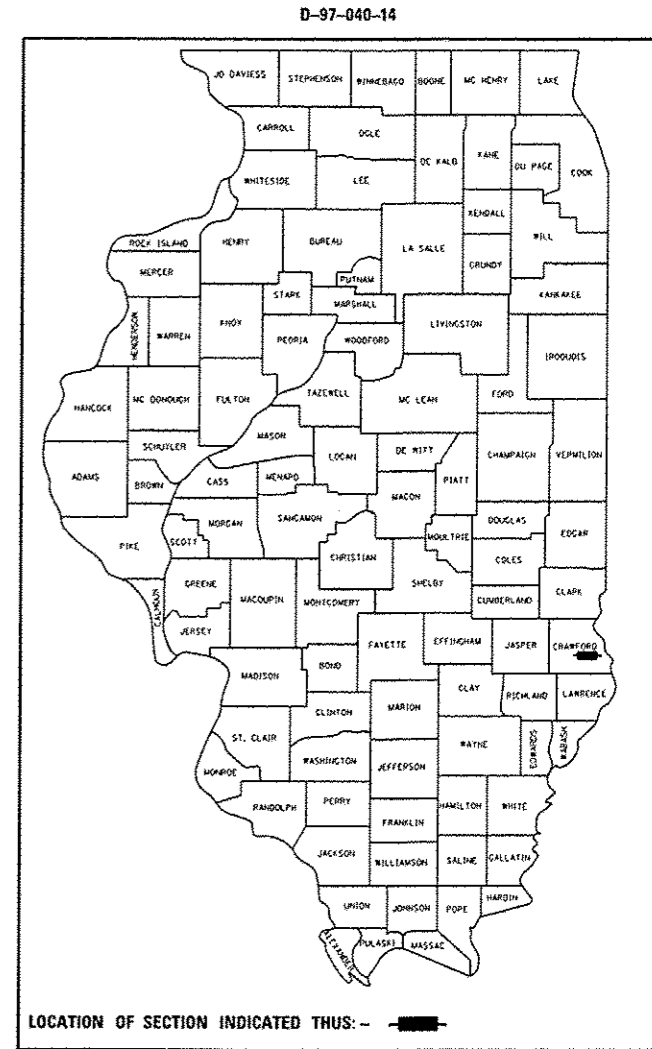 D-97-040-14
JO DAVIESS STEPHENSON WINNEBAGO BOONE MC HENRY LAKE
CARROLL OGLE DE KALB KANE DU PAGE COOK
WHITESIDE LEE
KENDALL WILL
ROCK ISLAND HENRY BUREAU LA SALLE GRUNDY
MERCER PUTNAM KANKAKEE
STARK MARSHALL
HENDERSON WARREN KNOX PEORIA WOODFORD LIVINGSTON IROQUOIS
HANCOCK MC DONOUGH FULTON TAZEWELL MC LEAN FORD
SCHUYLER MASON LOGAN DE WITT CHAMPAIGN VERMILION
ADAMS BROWN CASS MENARD MACON PIATT
PIKE SCOTT MORGAN SANGAMON CHRISTIAN MOULTRIE DOUGLAS EDGAR
COLES
CALHOUN GREENE MACOUPIN MONTGOMERY SHELBY CUMBERLAND CLARK
JERSEY FAYETTE EFFINGHAM JASPER CRAWFORD
MADISON BOND
CLAY RICHLAND LAWRENCE
CLINTON MARION
ST. CLAIR WAYNE EDWARDS WABASH
MONROE WASHINGTON JEFFERSON
RANDOLPH PERRY HAMILTON WHITE
FRANKLIN
JACKSON WILLIAMSON SALINE GALLATIN
UNION JOHNSON POPE HARDIN
ALEXANDER PULASKI MASSAC
LOCATION OF SECTION INDICATED THUS: -